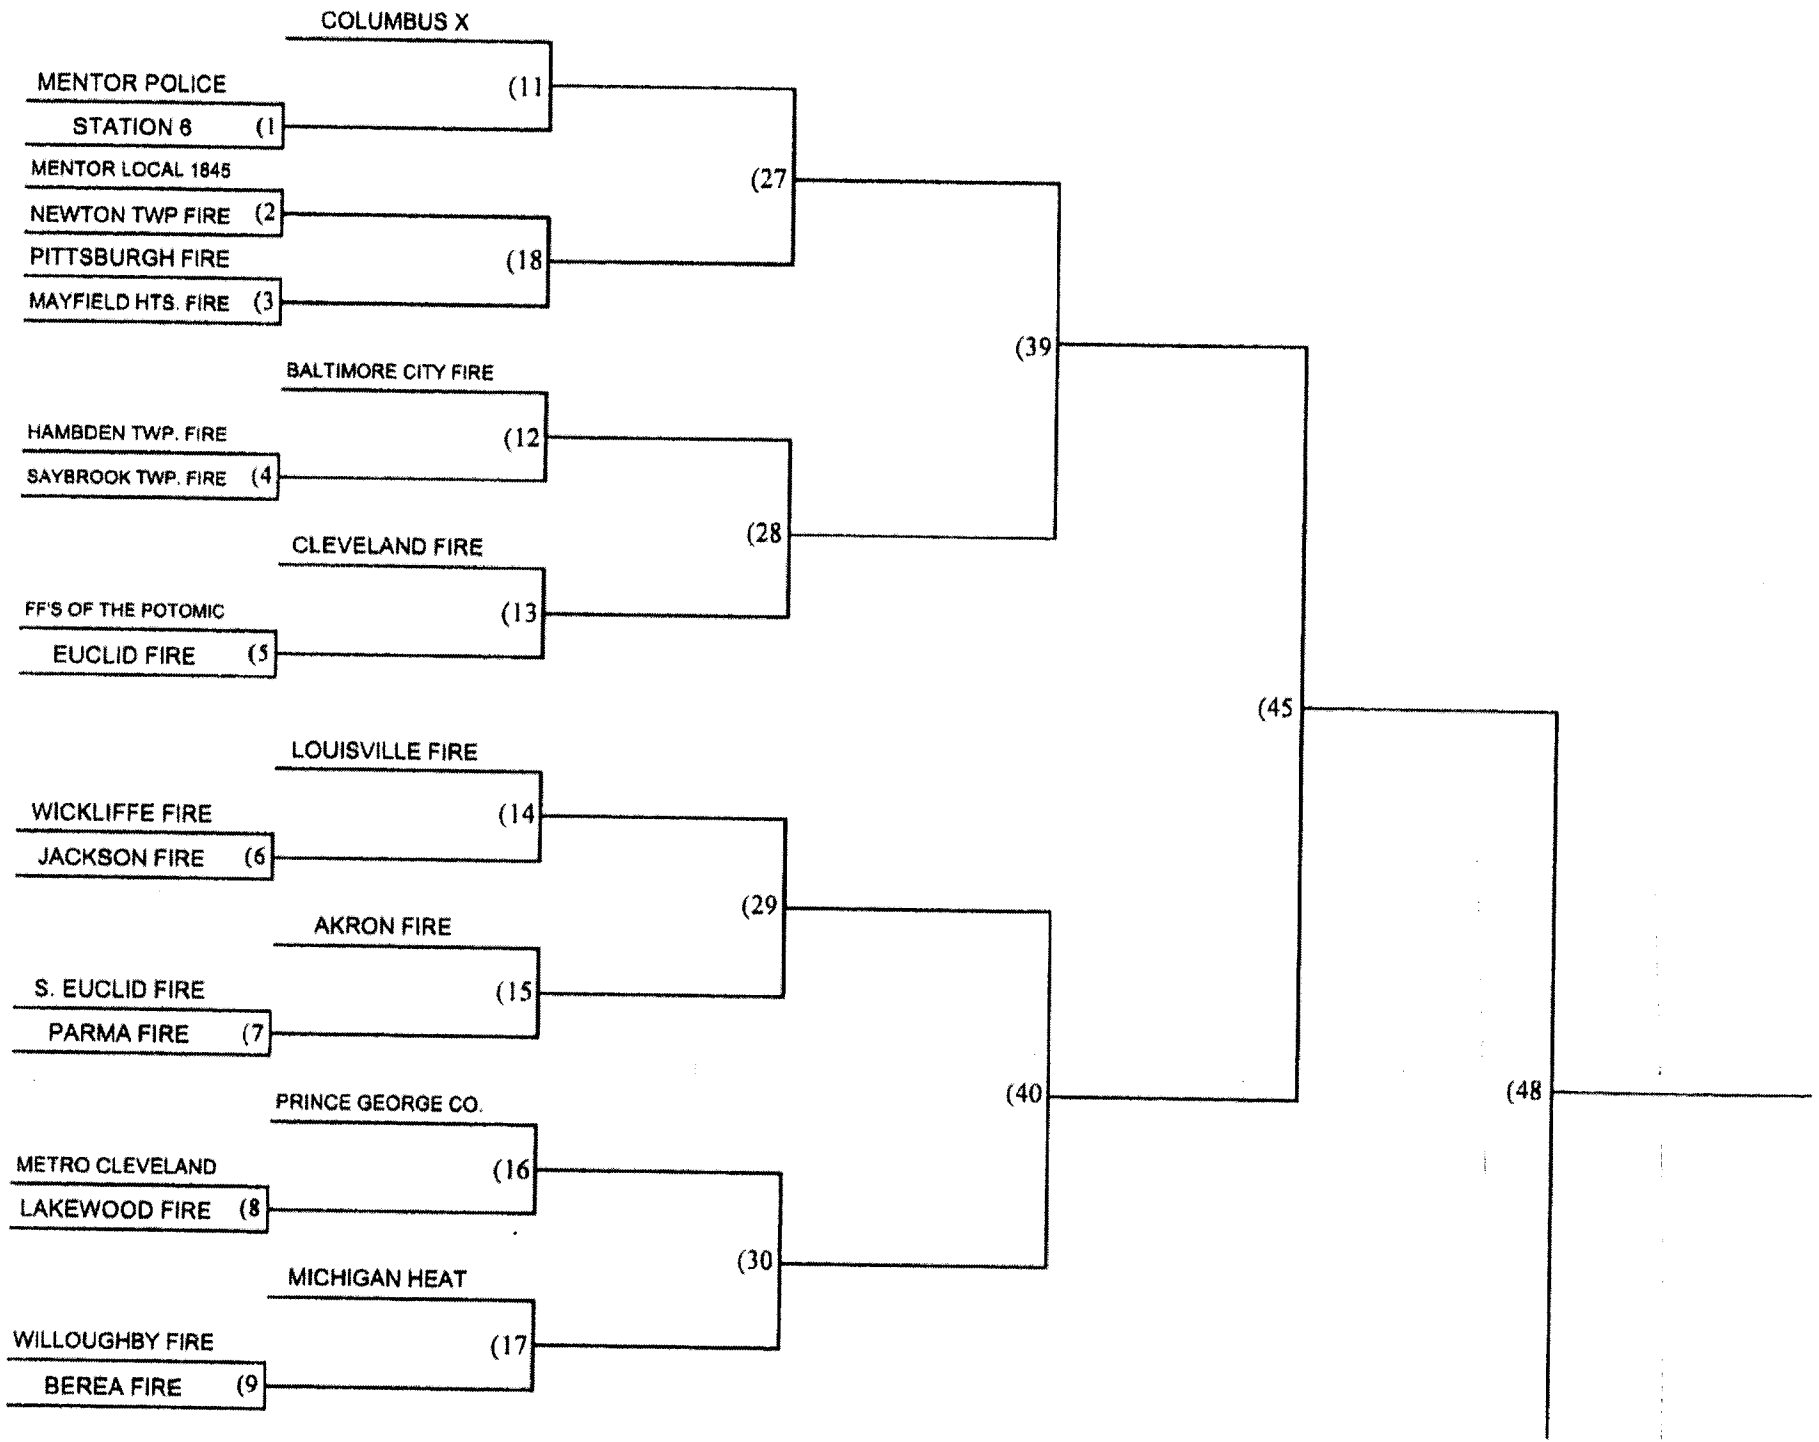 COLUMBUS X
MENTOR POLICE
(11
STATION 6 (1
MENTOR LOCAL 1845
(27
NEWTON TWP FIRE (2
PITTSBURGH FIRE
(18
MAYFIELD HTS. FIRE (3
(39
BALTIMORE CITY FIRE
HAMBDEN TWP. FIRE
(12
SAYBROOK TWP. FIRE (4
(28
CLEVELAND FIRE
FF'S OF THE POTOMIC
(13
EUCLID FIRE (5
(45
LOUISVILLE FIRE
WICKLIFFE FIRE
(14
JACKSON FIRE (6
(29
AKRON FIRE
S. EUCLID FIRE
(15
PARMA FIRE (7
(40
(48
PRINCE GEORGE CO.
METRO CLEVELAND
(16
LAKEWOOD FIRE (8
(30
MICHIGAN HEAT
WILLOUGHBY FIRE
(17
BEREA FIRE (9